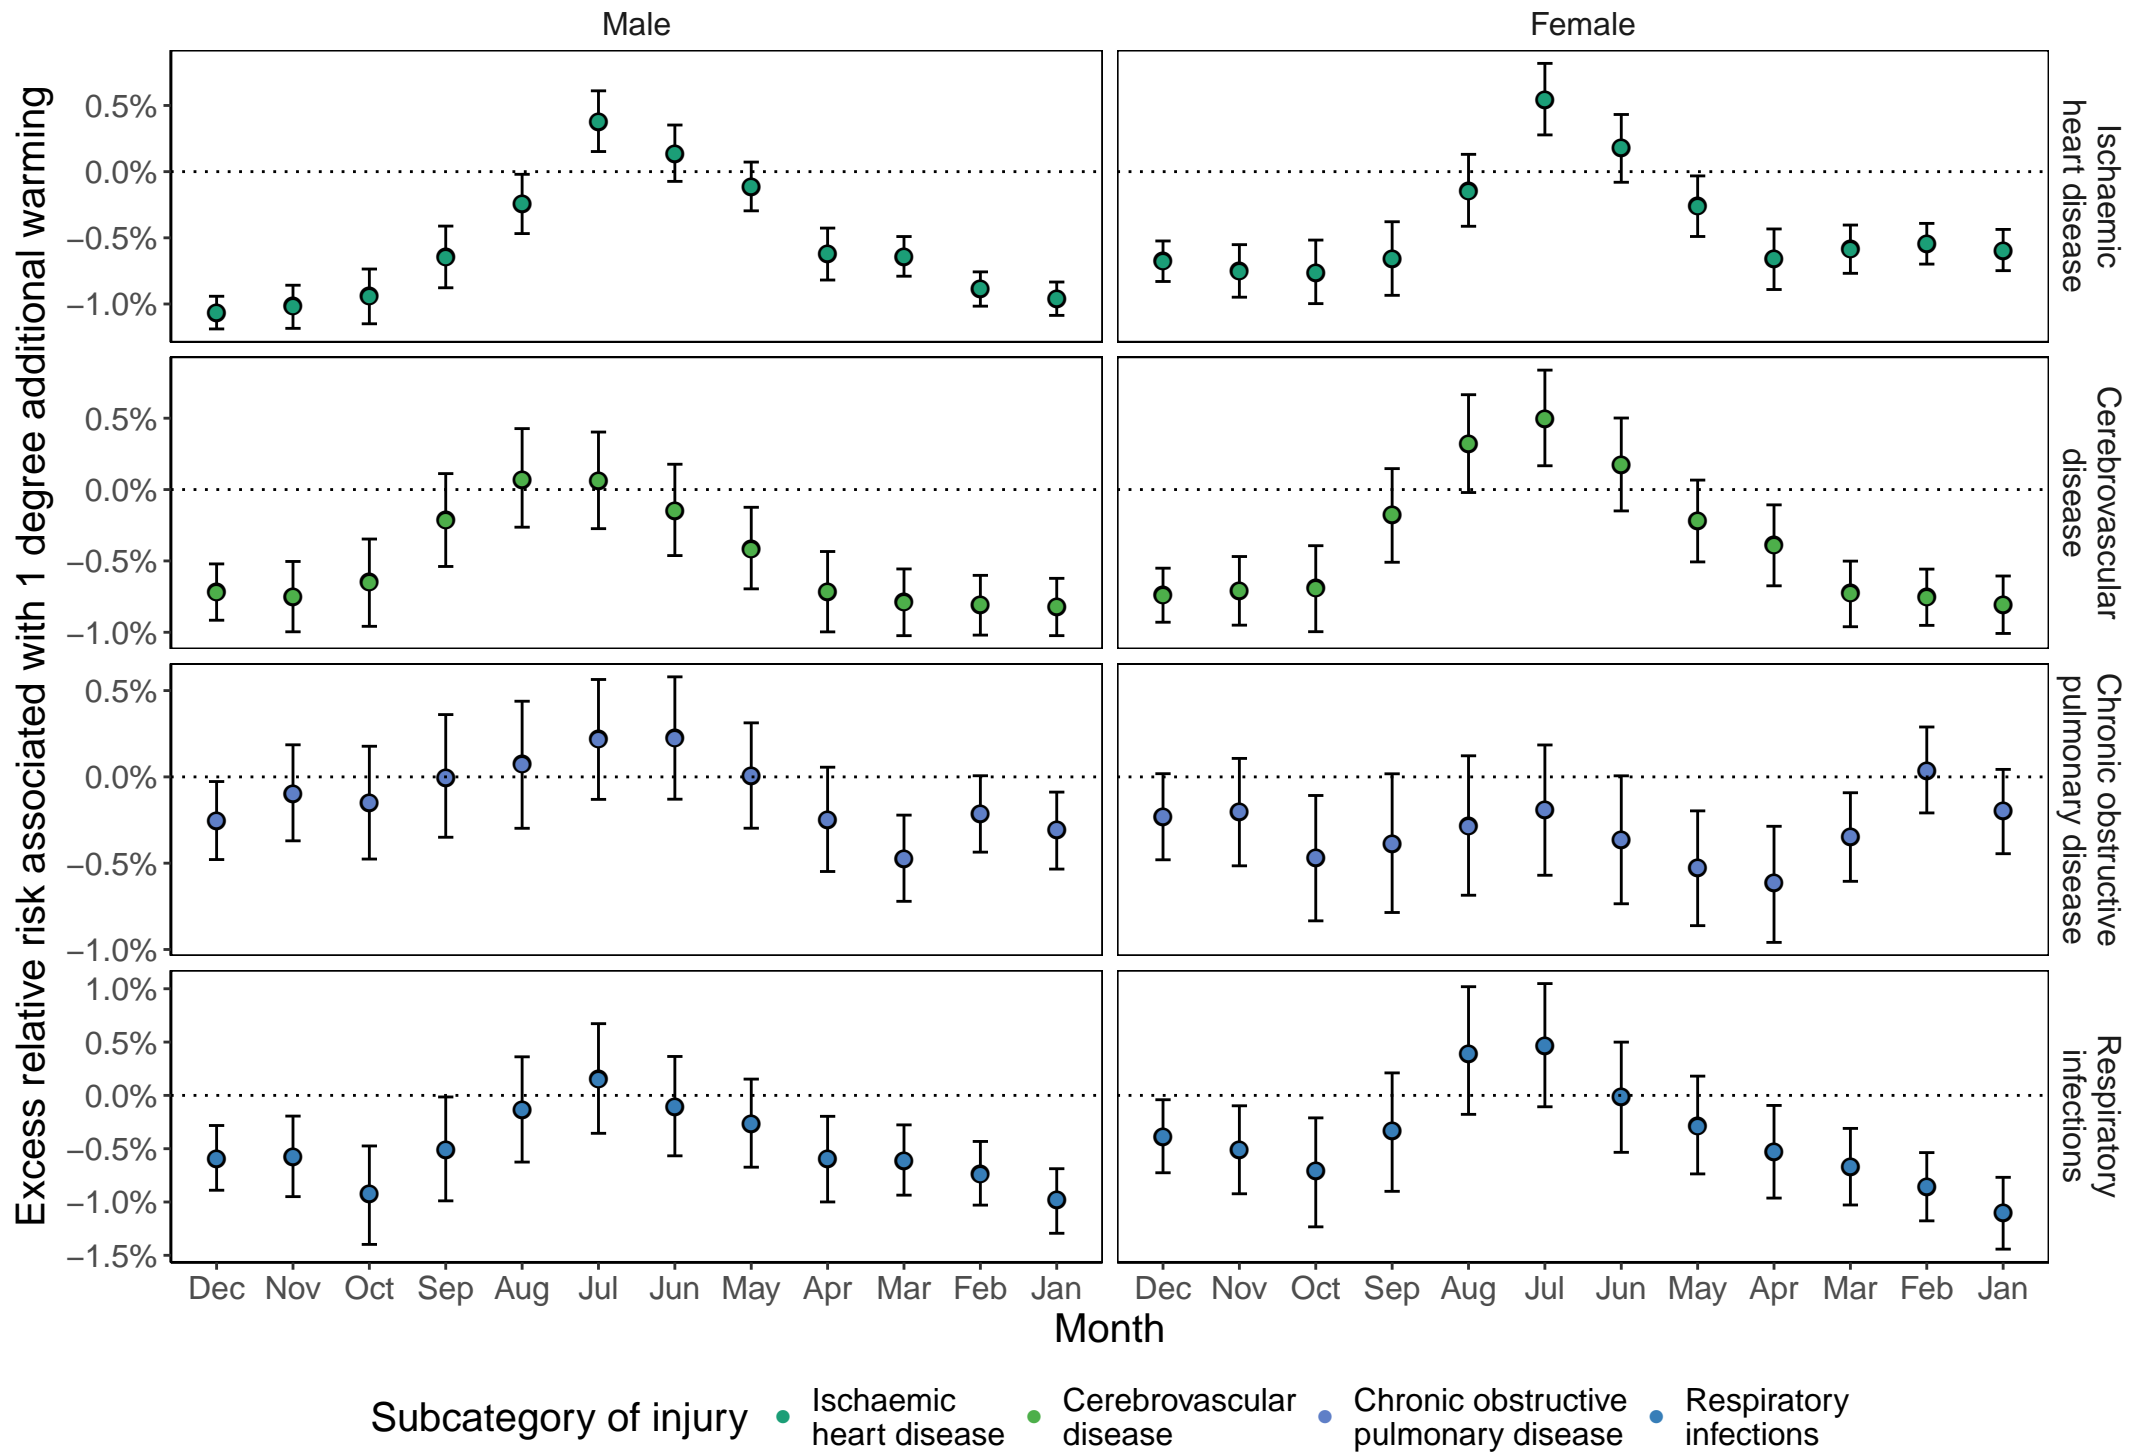 Male
Female
Excess relative risk associated with 1 degree additional warming
0.5%
0.0%
−0.5%
−1.0%
Ischaemic
heart disease
0.5%
0.0%
−0.5%
−1.0%
Cerebrovascular
disease
0.5%
0.0%
−0.5%
−1.0%
Chronic obstructive
pulmonary disease
1.0%
0.5%
0.0%
−0.5%
−1.0%
−1.5%
Respiratory
infections
Dec Nov Oct Sep Aug Jul Jun May Apr Mar Feb Jan
Dec Nov Oct Sep Aug Jul Jun May Apr Mar Feb Jan
Month
Subcategory of injury
Ischaemic
heart disease
Cerebrovascular
disease
Chronic obstructive
pulmonary disease
Respiratory
infections